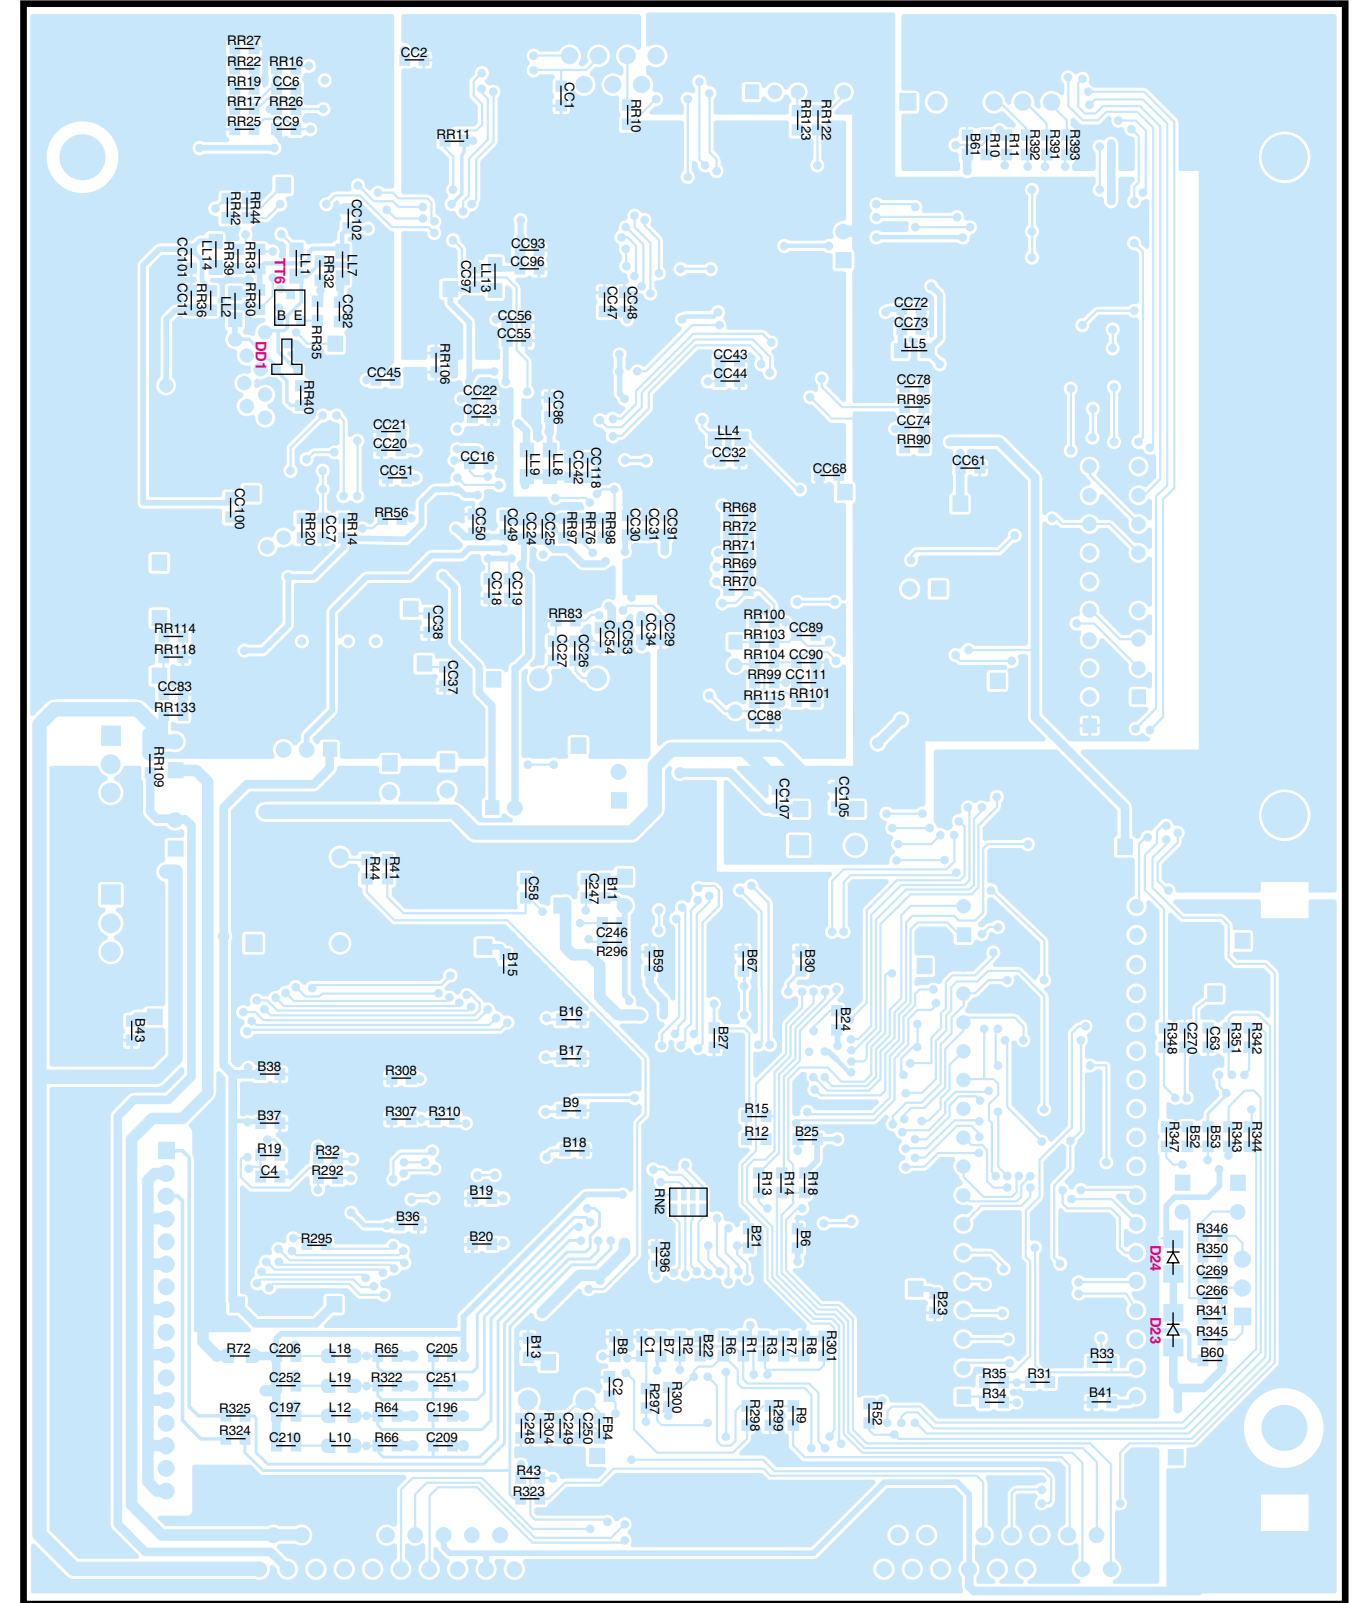 RR27
CC2
RR22 RR16
RR19 CC6
RR17 RR26
RR25 CC9
CC1
RR10
RR11
RR123
RR122
B61
R10
R11
R392
R391
R393
RR42
RR44
CC102
CC101
LL14
RR39
RR31
TT6
LL1
RR32
LL7
CC93
CC96
CC97
LL13
CC11
RR36
LL2
RR30
B E
CC82
CC47
CC48
CC72
CC73
LL5
CC56
CC55
DD1
RR35
RR106
CC43
CC44
CC45
RR40
CC22
CC23
CC86
CC78
RR95
CC74
RR90
CC21
CC20
LL4
CC32
CC16
CC51
LL9
LL8
CC42
CC118
CC68
CC61
CC100
RR20
CC7
RR14
RR56
CC50
CC49
CC24
CC25
RR97
RR76
RR98
CC30
CC31
CC91
RR68
RR72
RR71
RR69
RR70
CC18
CC19
CC38
RR83
CC27
CC26
CC54
CC53
CC34
CC29
RR100
RR103 CC89
RR104 CC90
RR99 CC111
RR115 RR101
CC88
RR114
RR118
CC83
RR133
CC37
RR109
CC107
CC105
R44
R41
C58
C247
B11
C246
R296
B15
B59
B67
B30
B43
B16
B27
B24
R348
C270
C63
R351
R342
B17
B38
R308
B9
B37
R307 R310
R15
R12 B25
R347
B52
B53
R343
R344
B18
R19
C4
R32
R292
B19
RN2
R13
R14
R18
B36
R295
B20
R396
B21
B6
R346
R350
C269
C266
R341
R345
B60
D24
D23
B23
R72 C206 L18 R65 C205
C252 L19 R322 C251
R325 C197 L12 R64 C196
R324 C210 L10 R66 C209
B13
B8
C1
B7
R2
B22
R6
R1
R3
R7
R8
R301
R33
R35 R31
R34 B41
C2
R297
R300
C248
R304
C249
C250
FB4
R298
R299
R9
R52
R43
R323